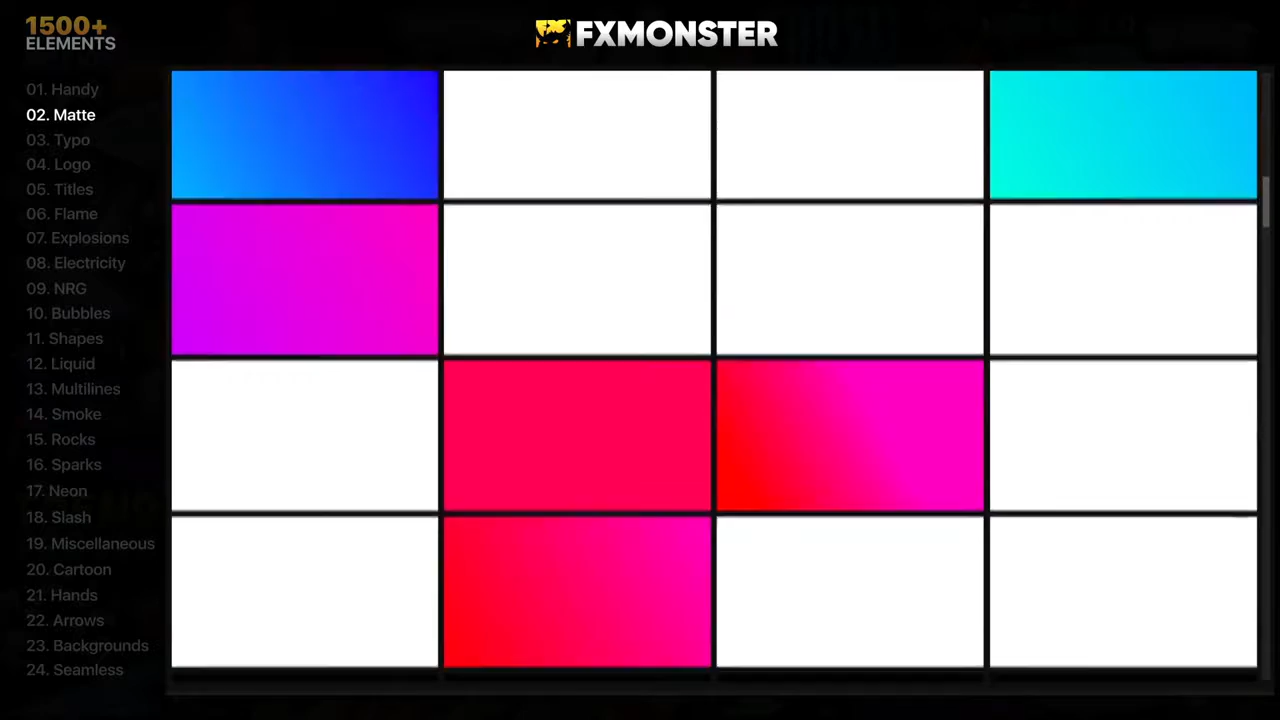 1500+
ELEMENTS
FXMONSTER
01. Handy
02. Matte
03. Typo
04. Logo
05. Titles
06. Flame
07. Explosions
08. Electricity
09. NRG
10. Bubbles
11. Shapes
12. Liquid
13. Multilines
14. Smoke
15. Rocks
16. Sparks
17. Neon
18. Slash
19. Miscellaneous
20. Cartoon
21. Hands
22. Arrows
23. Backgrounds
24. Seamless